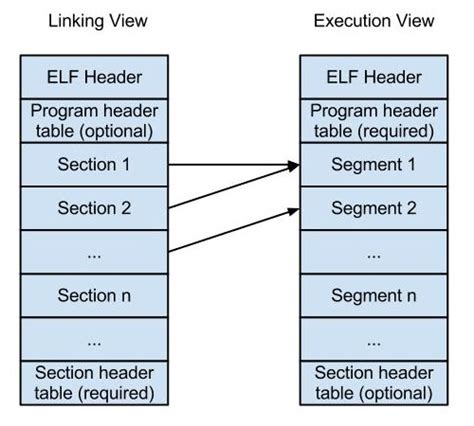 Linking View
ELF Header
Program header
table (optional)
Section 1
Section 2
...
Section n
...
Section header
table (required)
Execution View
ELF Header
Program header
table (required)
Segment 1
Segment 2
...
Segment n
...
Section header
table (optional)